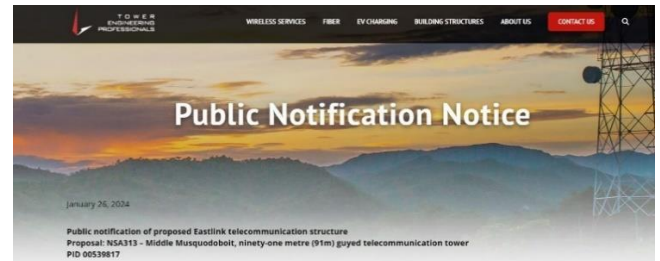 TOWER
ENGINEERING
PROFESSIONALS
WIRELESS SERVICES FIBER EV CHARGING BUILDING STRUCTURES ABOUT US CONTACT US
Public Notification Notice
January 26, 2024
Public notification of proposed Eastlink telecommunication structure
Proposal: NSA313 – Middle Musquodoboit, ninety-one metre (91m) guyed telecommunication tower
PID 00539817